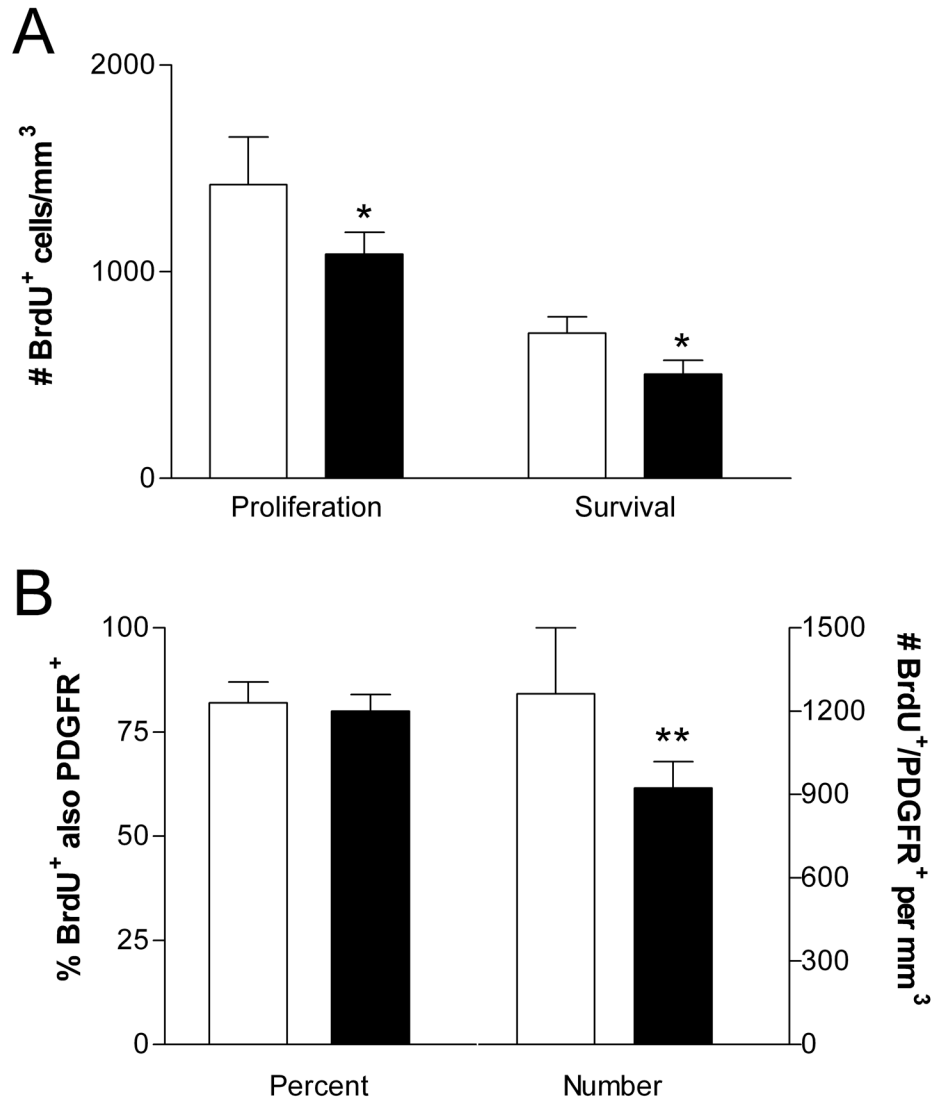 A
# BrdU⁺ cells/mm³
2000
1000
0
*
*
Proliferation
Survival
B
% BrdU⁺ also PDGFR⁺
100
75
50
25
0
**
1500
1200
900
600
300
0
# BrdU⁺/PDGFR⁺ per mm³
Percent
Number